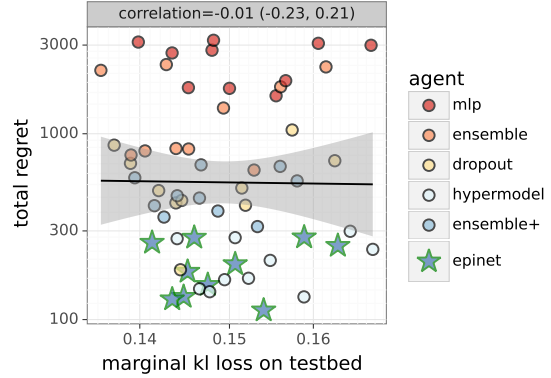 correlation=-0.01 (-0.23, 0.21)
3000
1000
300
100
total regret
0.14
0.15
0.16
marginal kl loss on testbed
agent
mlp
ensemble
dropout
hypermodel
ensemble+
epinet